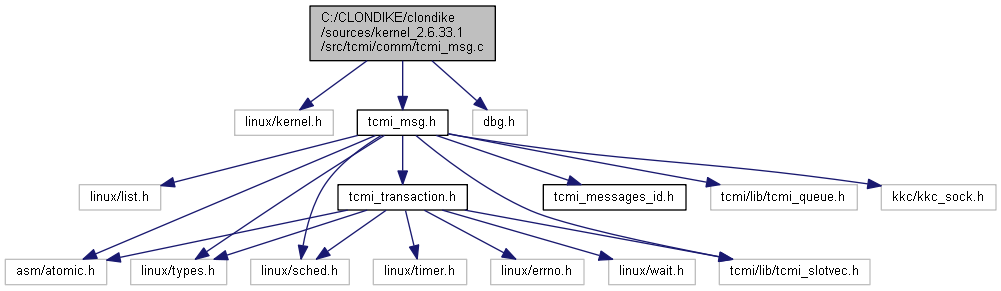 C:/CLONDIKE/clondike
/sources/kernel_2.6.33.1
/src/tcmi/comm/tcmi_msg.c
linux/kernel.h
tcmi_msg.h
dbg.h
linux/list.h
tcmi_transaction.h
tcmi_messages_id.h
tcmi/lib/tcmi_queue.h
kkc/kkc_sock.h
asm/atomic.h
linux/types.h
linux/sched.h
linux/timer.h
linux/errno.h
linux/wait.h
tcmi/lib/tcmi_slotvec.h